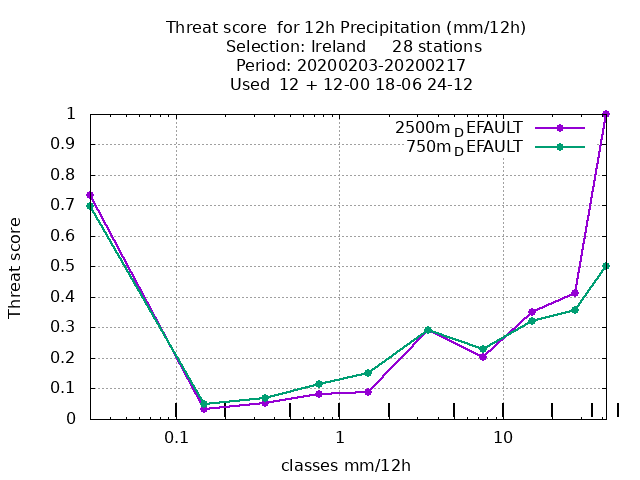 Threat score  for 12h Precipitation (mm/12h)
Selection: Ireland     28 stations
Period: 20200203-20200217
Used  12 + 12-00 18-06 24-12
2500m_DEFAULT
750m_DEFAULT
Threat score
1
0.9
0.8
0.7
0.6
0.5
0.4
0.3
0.2
0.1
0
0.1 1 10
classes mm/12h